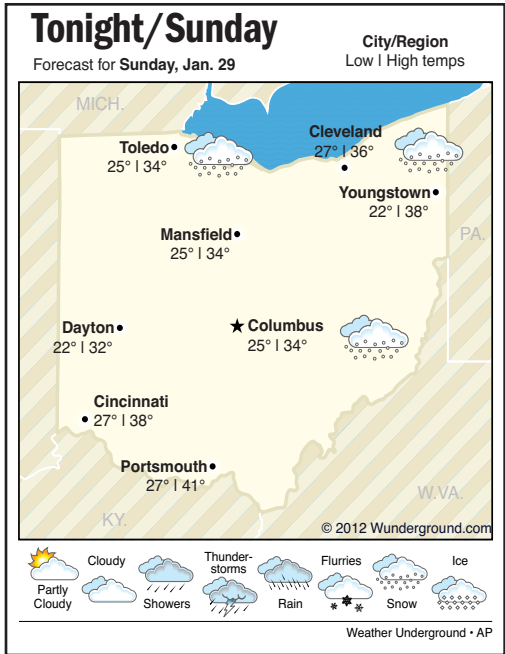 Tonight/Sunday
Forecast for Sunday, Jan. 29
City/Region
Low | High temps
MICH.
Cleveland
27° | 36°
Toledo
25° | 34°
Youngstown
22° | 38°
Mansfield
25° | 34°
PA.
Dayton
22° | 32°
Columbus
25° | 34°
Cincinnati
27° | 38°
Portsmouth
27° | 41°
W.VA.
KY.
© 2012 Wunderground.com
Partly
Cloudy
Cloudy
Showers
Thunder-
storms
Rain
Flurries
Snow
Ice
Weather Underground • AP